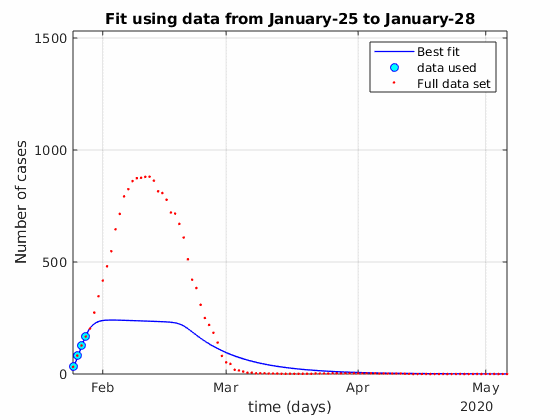 Fit using data from January-25 to January-28
1500
1000
500
0
Number of cases
Best fit
data used
Full data set
Feb
Mar
Apr
May
2020
time (days)